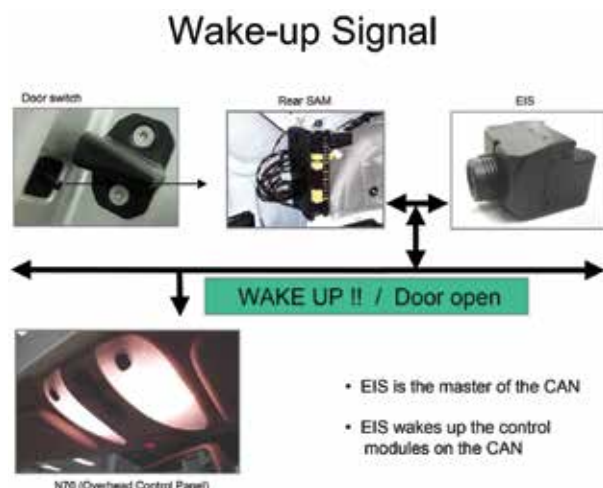 Wake-up Signal
Door switch
Rear SAM
EIS
WAKE UP !! / Door open
• EIS is the master of the CAN
• EIS wakes up the control
modules on the CAN
N70 (Overhead Control Panel)